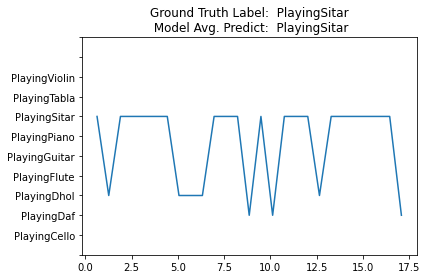 Ground Truth Label:  PlayingSitar
Model Avg. Predict:  PlayingSitar
PlayingViolin
PlayingTabla
PlayingSitar
PlayingPiano
PlayingGuitar
PlayingFlute
PlayingDhol
PlayingDaf
PlayingCello
0.0 2.5 5.0 7.5 10.0 12.5 15.0 17.5